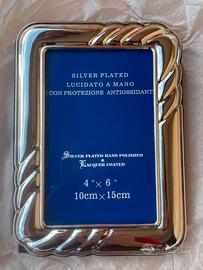 SILVER PLATED
LUCIDATO A MANO
CON PROTEZIONE ANTIOSSIDANT
SILVER PLATED HAND POLISHED
&
LACQUER COATED
4" × 6"
10cm×15cm